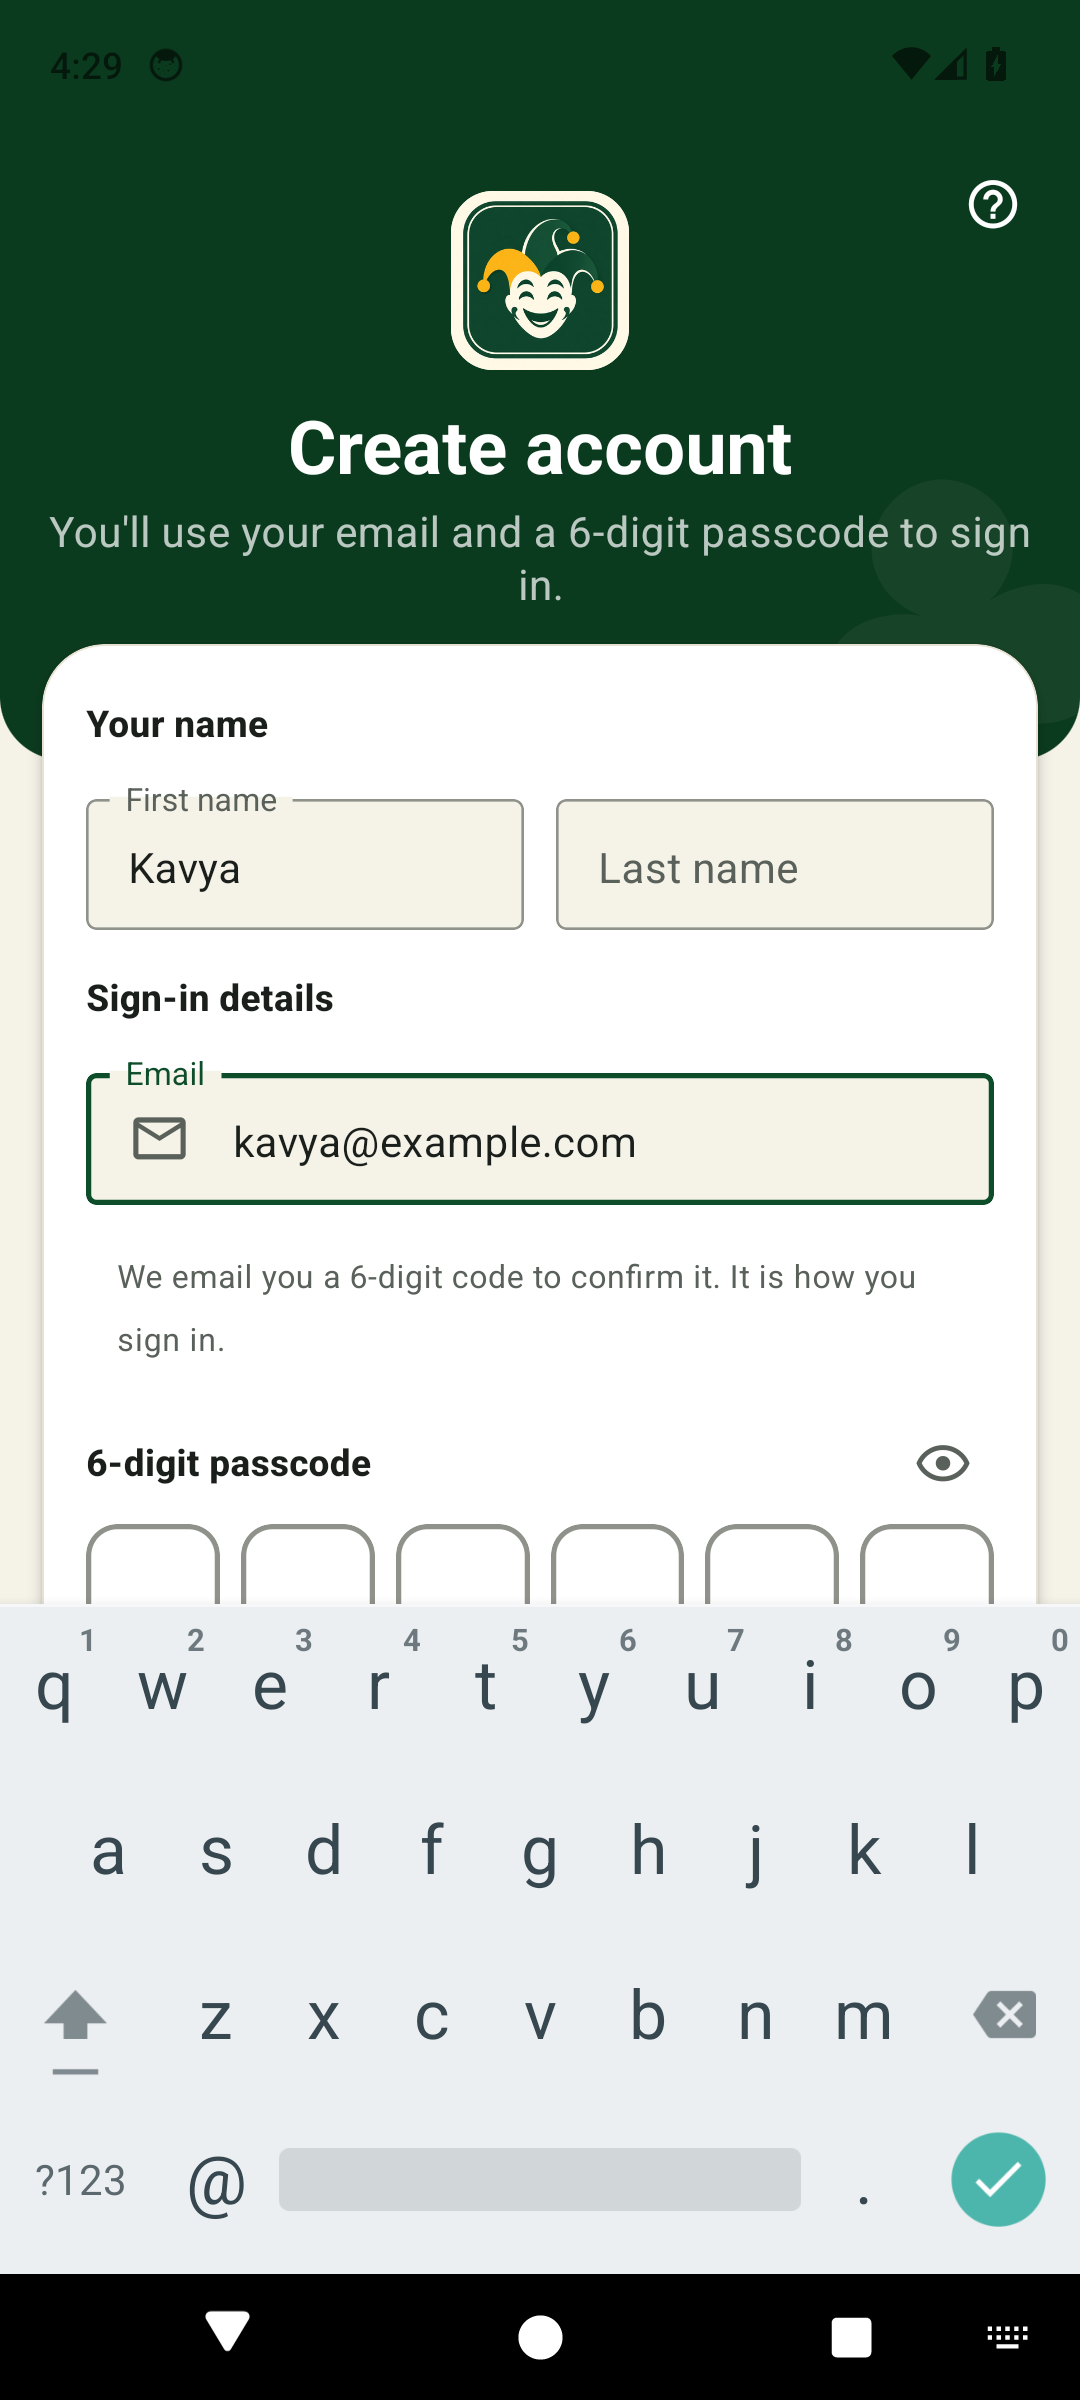 4:29
Create account
You'll use your email and a 6-digit passcode to sign
in.
Your name
First name
Kavya
Last name
Sign-in details
Email
kavya@example.com
We email you a 6-digit code to confirm it. It is how you
sign in.
6-digit passcode
1 2 3 4 5 6 7 8 9 0
q w e r t y u i o p
a s d f g h j k l
z x c v b n m
?123 @ .